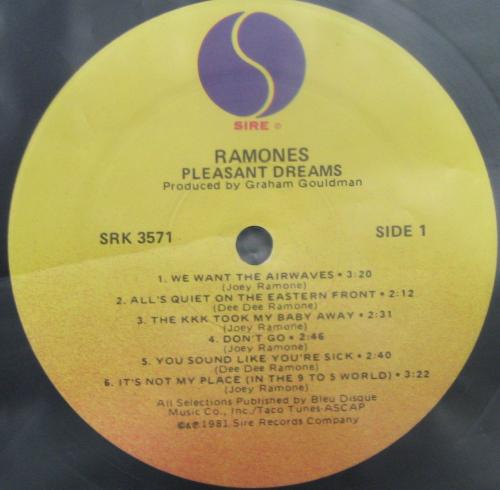 SIRE ®
RAMONES
PLEASANT DREAMS
Produced by Graham Gouldman
SRK 3571
SIDE 1
1. WE WANT THE AIRWAVES • 3:20
(Joey Ramone)
2. ALL'S QUIET ON THE EASTERN FRONT • 2:12
(Dee Dee Ramone)
3. THE KKK TOOK MY BABY AWAY • 2:31
(Joey Ramone)
4. DON'T GO • 2:46
(Joey Ramone)
5. YOU SOUND LIKE YOU'RE SICK • 2:40
(Dee Dee Ramone)
6. IT'S NOT MY PLACE (IN THE 9 TO 5 WORLD) • 3:22
(Joey Ramone)
All Selections Published by Bleu Disque
Music Co., Inc./Taco Tunes-ASCAP
©&℗1981 Sire Records Company